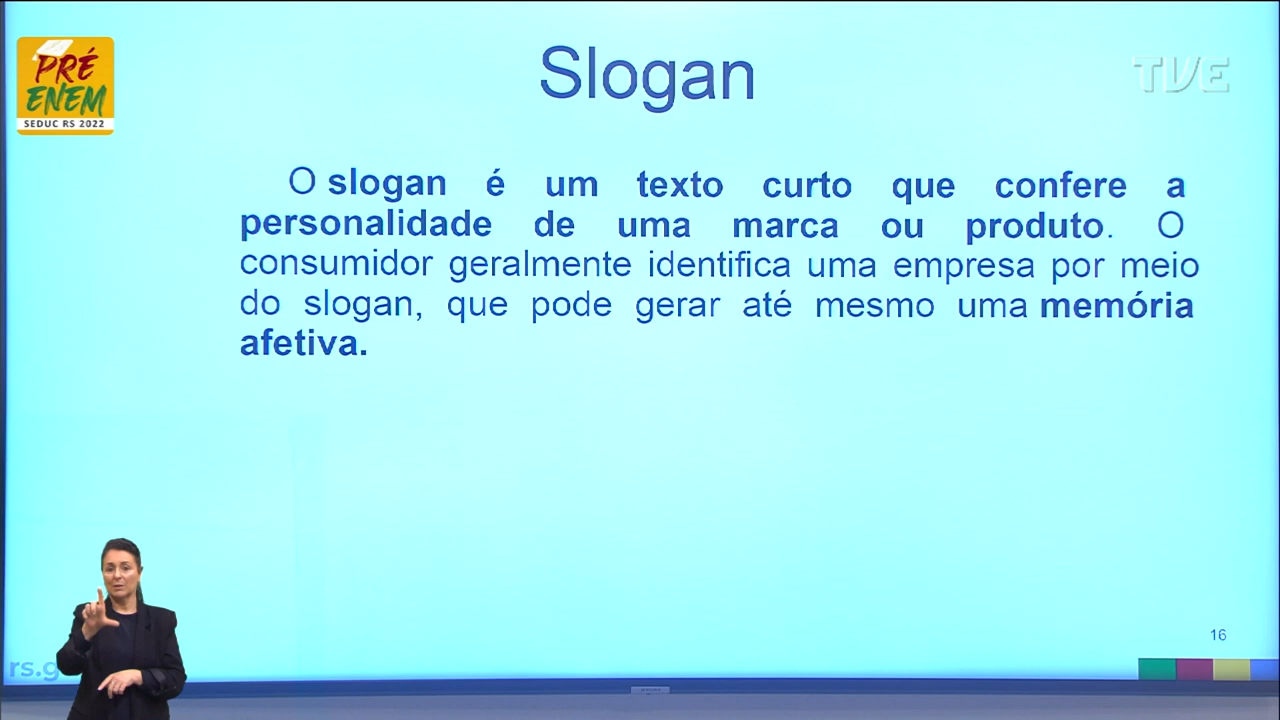 PRÉ
ENEM
SEDUC RS 2022
Slogan
TVE
O slogan é um texto curto que confere a
personalidade de uma marca ou produto. O
consumidor geralmente identifica uma empresa por meio
do slogan, que pode gerar até mesmo uma memória
afetiva.
16
rs.g